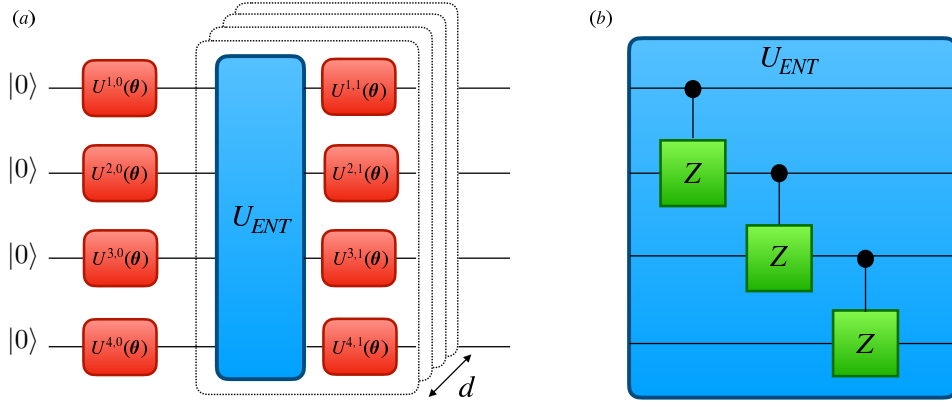 (a)
|0⟩ U^{1,0}(θ) U^{1,1}(θ)
|0⟩ U^{2,0}(θ) U^{2,1}(θ)
U_{ENT}
|0⟩ U^{3,0}(θ) U^{3,1}(θ)
|0⟩ U^{4,0}(θ) U^{4,1}(θ)
d
(b)
U_{ENT}
Z
Z
Z